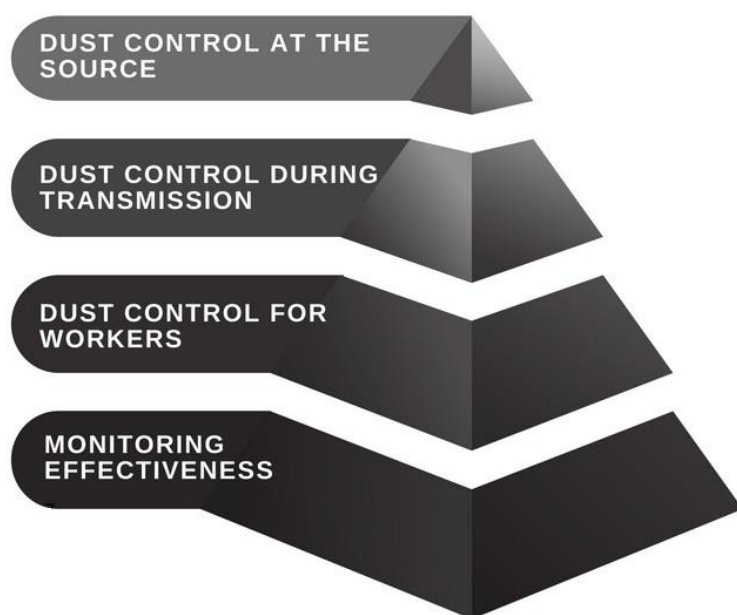 DUST CONTROL AT THE
SOURCE
DUST CONTROL DURING
TRANSMISSION
DUST CONTROL FOR
WORKERS
MONITORING
EFFECTIVENESS